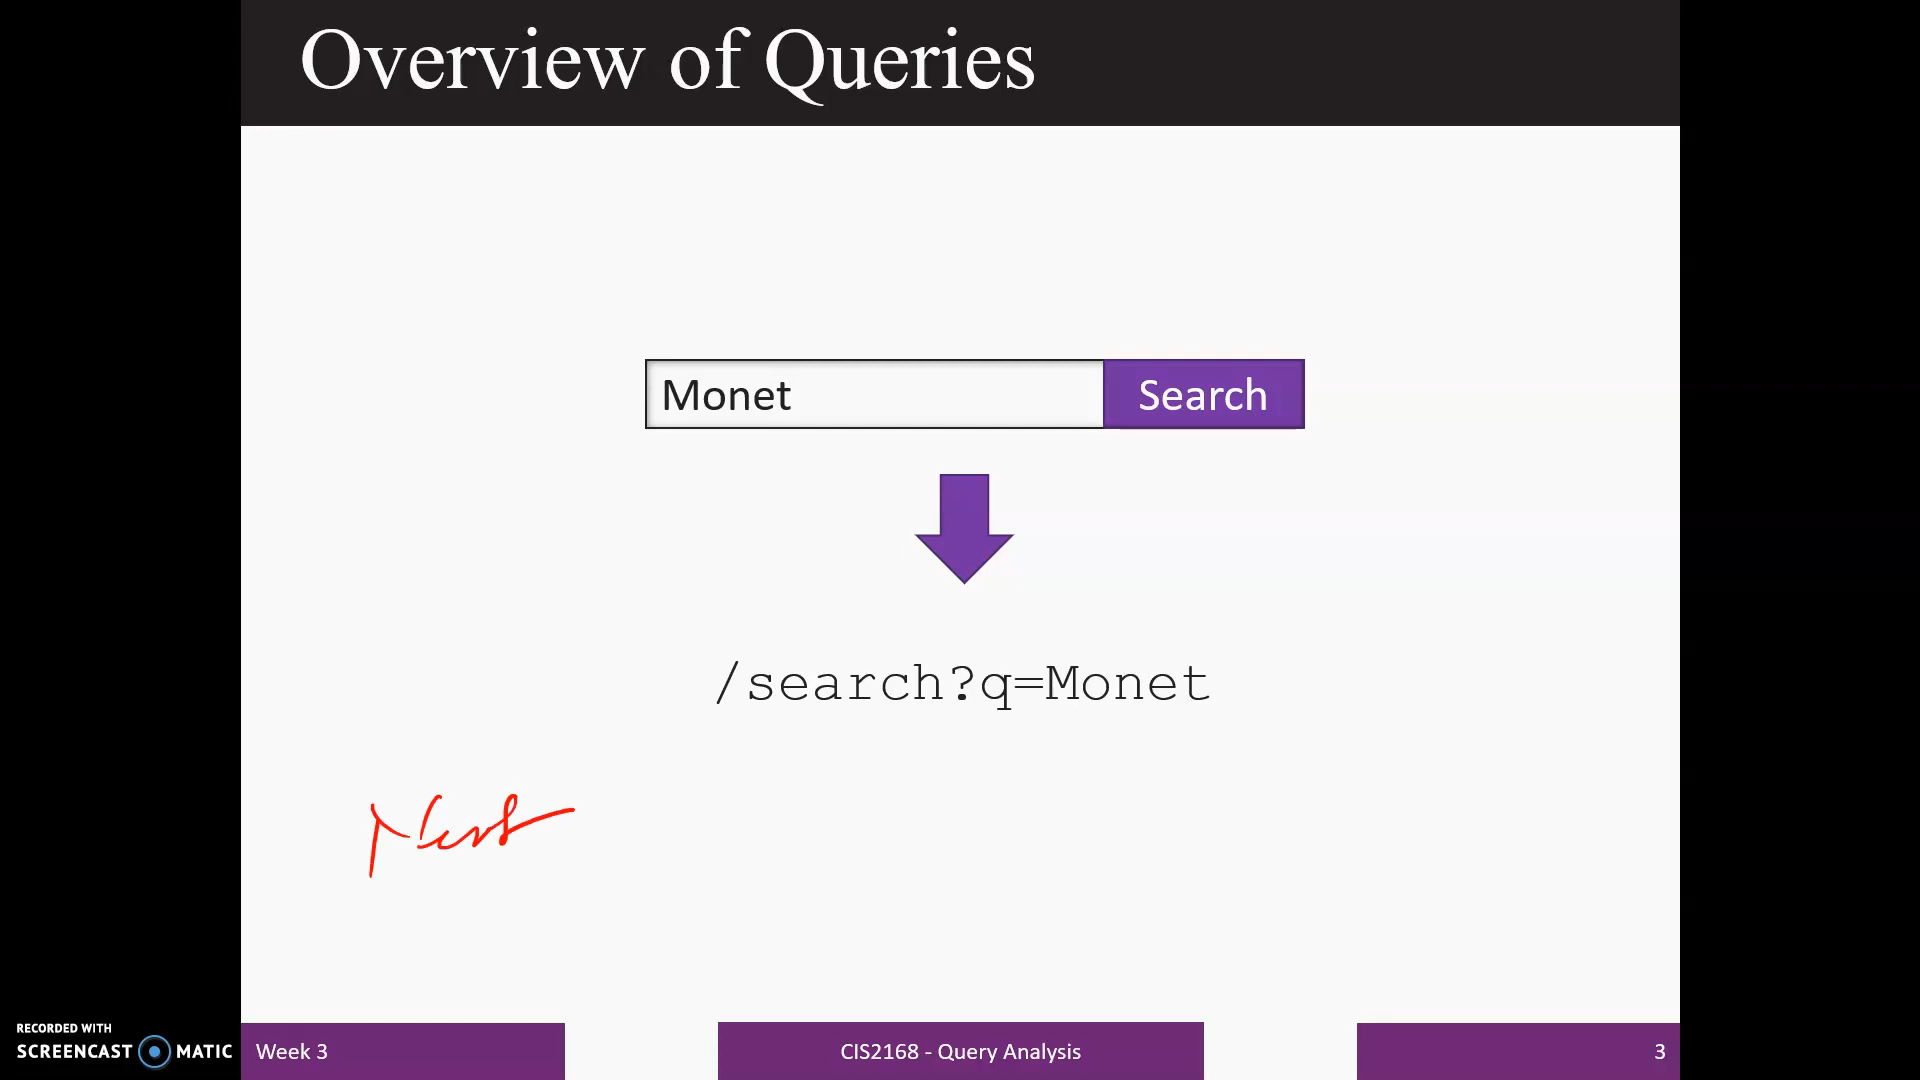 Overview of Queries
Monet
Search
/search?q=Monet
RECORDED WITH
SCREENCAST MATIC
Week 3
CIS2168 - Query Analysis
3